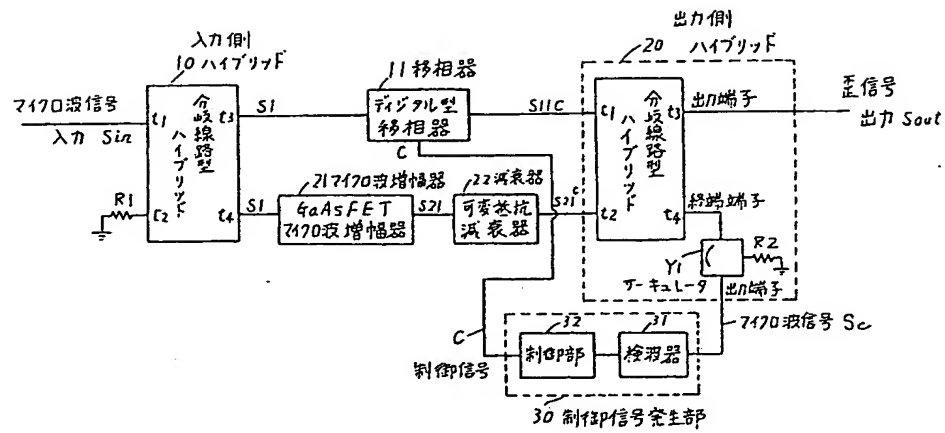 入力側
10 ハイブリッド
マイクロ波信号
入力 Sin
R1
t1
t2
t3
t4
分岐線路型
ハイブリッド
S1
S1
11 移相器
ディジタル型
移相器
C
S11C
21 マイクロ波増幅器
GaAsFET
マイクロ波増幅器
S21
22 減衰器
可変抵抗
減衰器
S21C
出力側
20 ハイブリッド
t1
t2
t3
t4
分岐線路型
ハイブリッド
出力端子
歪信号
出力 Sout
終端端子
Y1
R2
サーキュレータ
出力端子
マイクロ波信号 Sc
C
制御信号
32
制御部
31
検波器
30 制御信号発生部